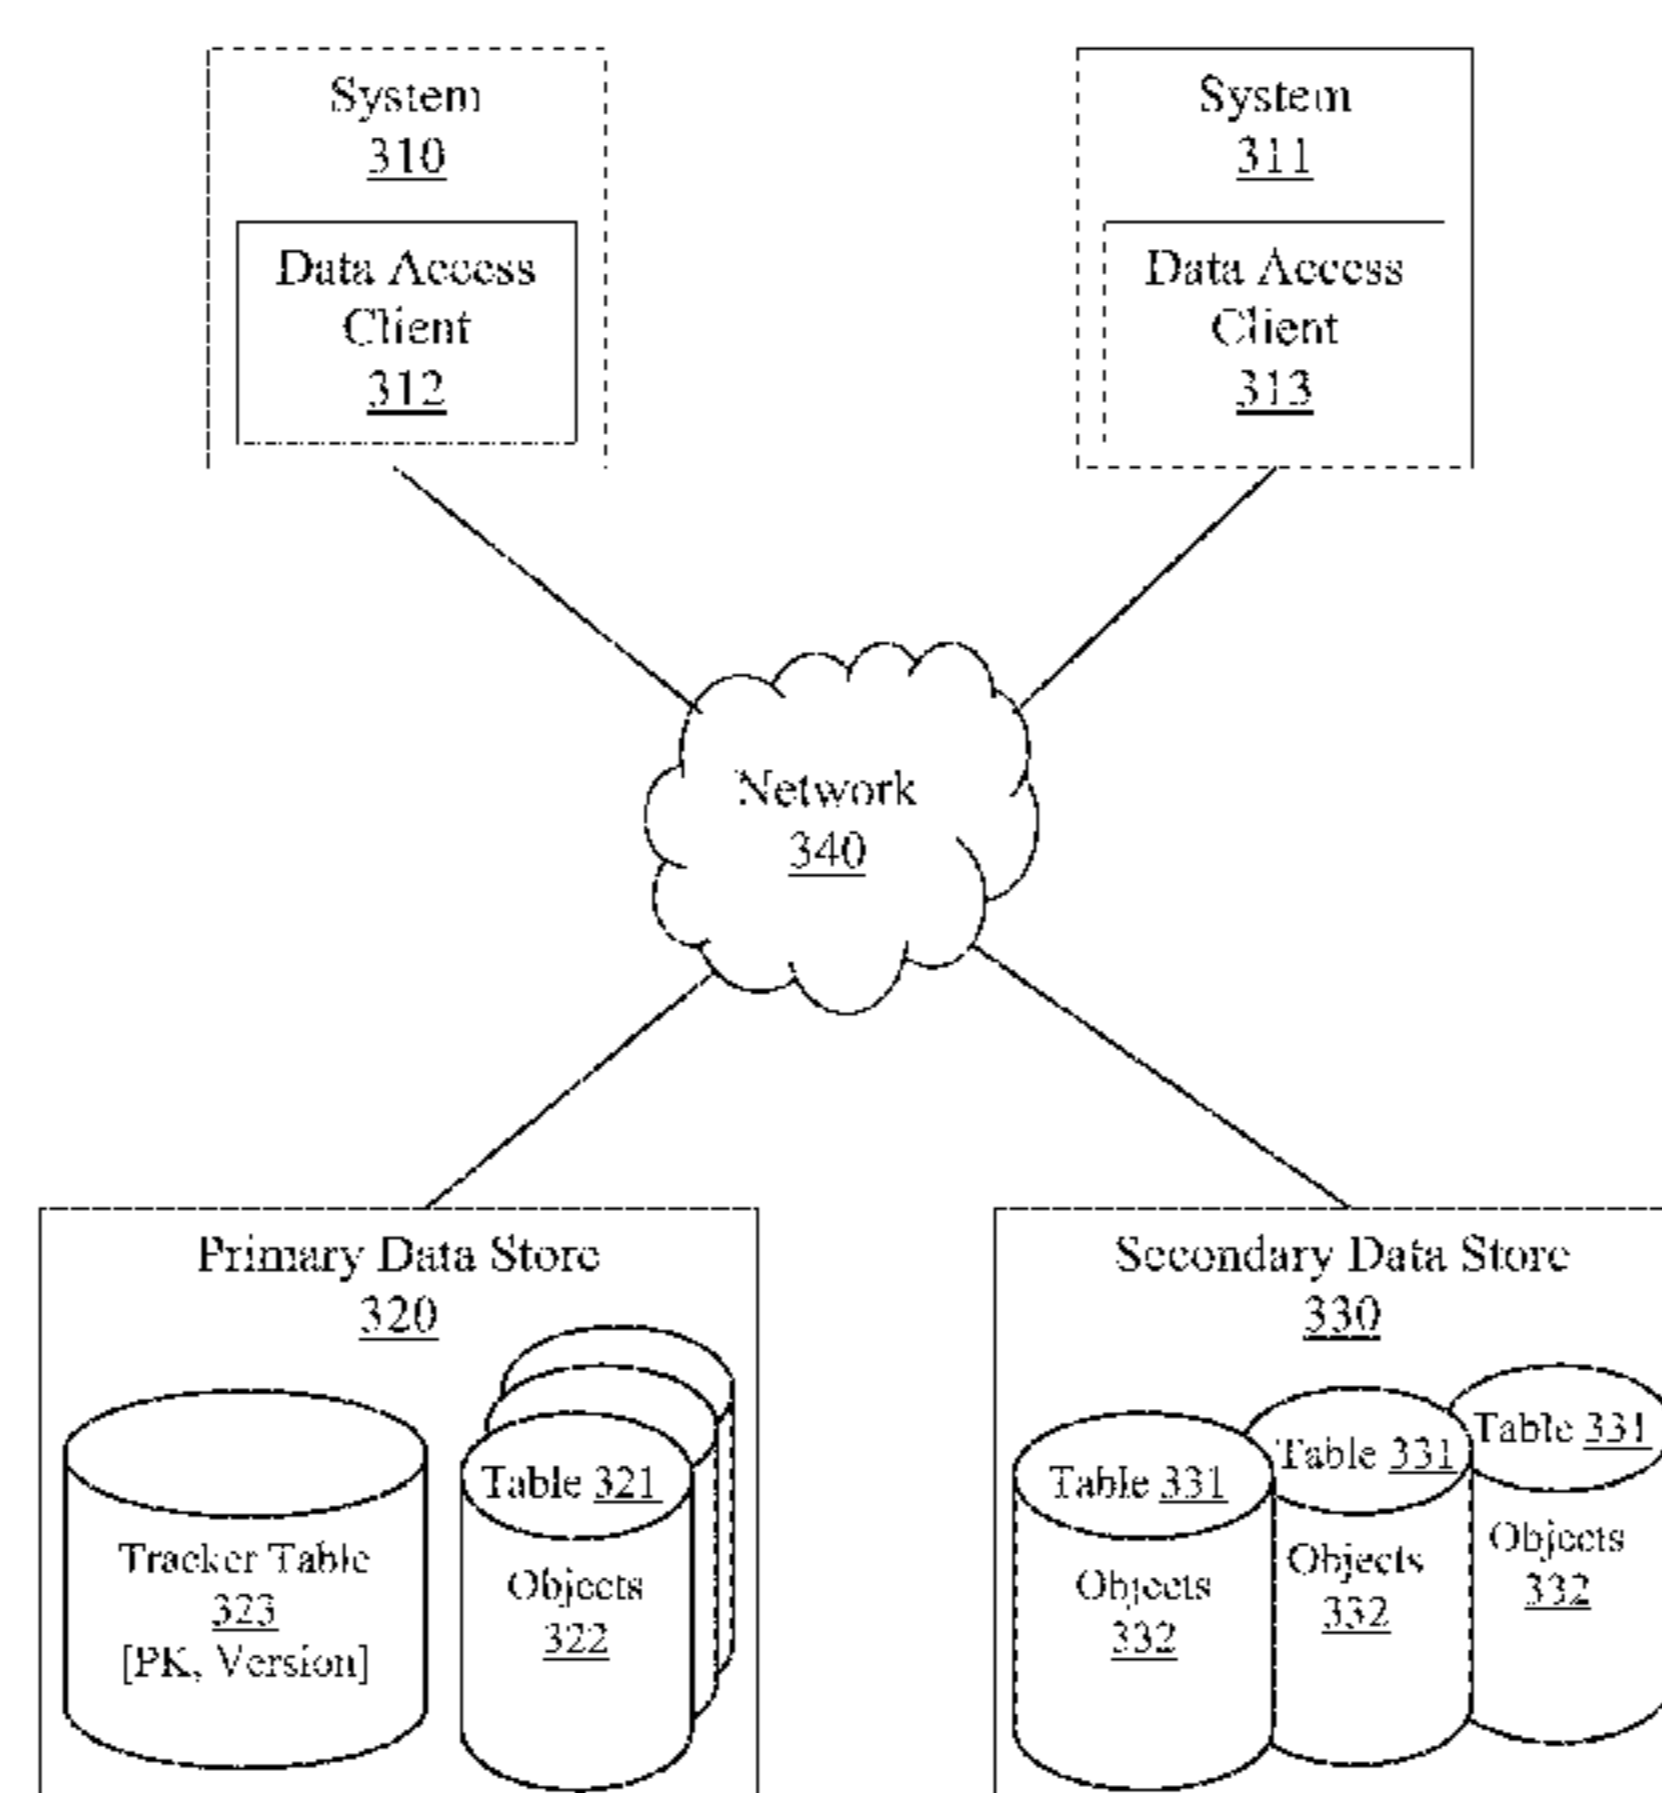 System
310
Data Access
Client
312
System
311
Data Access
Client
313
Network
340
Primary Data Store
320
Tracker Table
323
[PK, Version]
Table 321
Objects
322
Secondary Data Store
330
Table 331
Objects
332
Table 331
Objects
332
Table 331
Objects
332